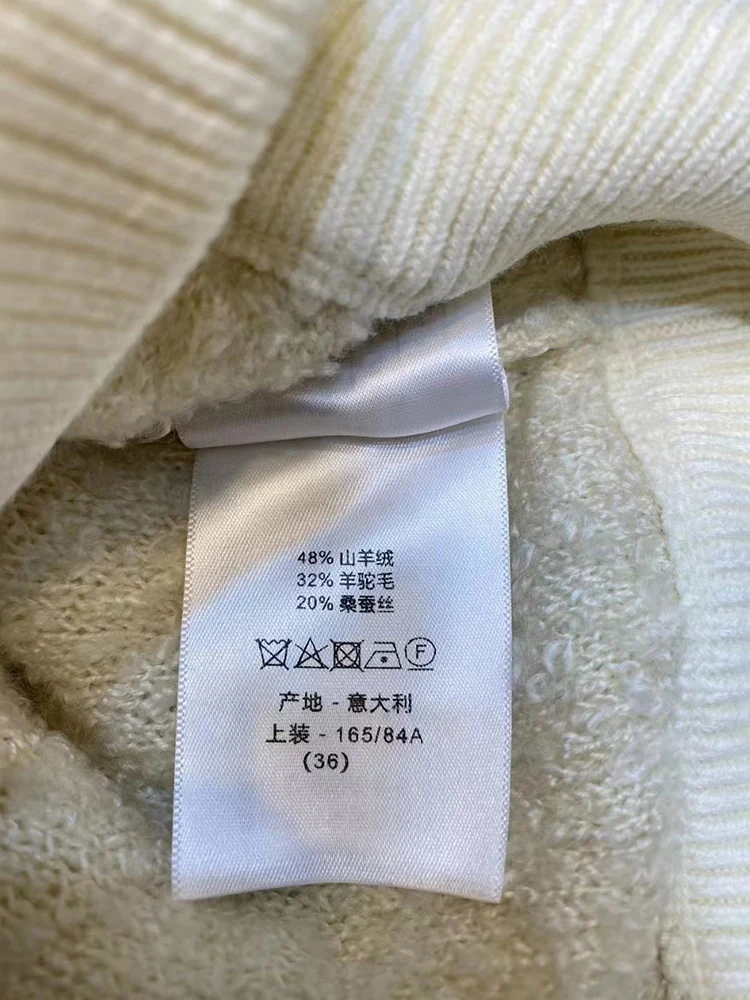 48% 山羊绒
32% 羊驼毛
20% 桑蚕丝
F
产地 - 意大利
上装 - 165/84A
(36)